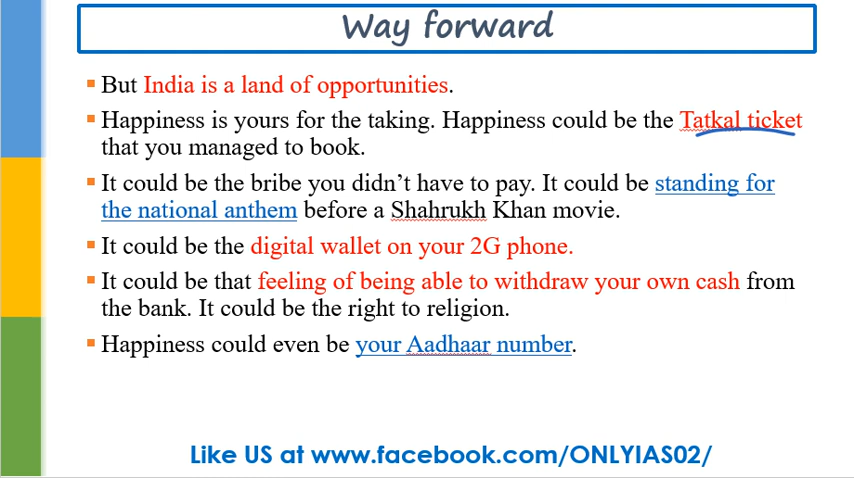 Way forward
But India is a land of opportunities.
Happiness is yours for the taking. Happiness could be the Tatkal ticket
that you managed to book.
It could be the bribe you didn’t have to pay. It could be standing for
the national anthem before a Shahrukh Khan movie.
It could be the digital wallet on your 2G phone.
It could be that feeling of being able to withdraw your own cash from
the bank. It could be the right to religion.
Happiness could even be your Aadhaar number.
Like US at www.facebook.com/ONLYIAS02/